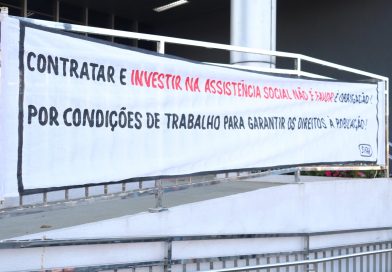 CONTRATAR E INVESTIR NA ASSISTÊNCIA SOCIAL NÃO É FAVOR É OBRIGAÇÃO!
POR CONDIÇÕES DE TRABALHO PARA GARANTIR OS DIREITOS A POPULAÇÃO!